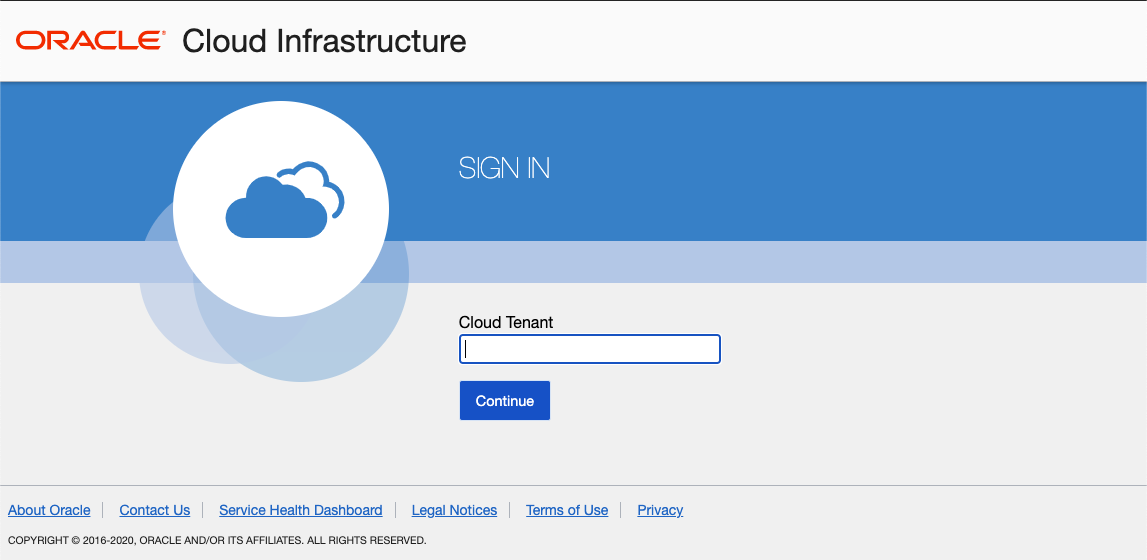 ORACLE® Cloud Infrastructure
SIGN IN
Cloud Tenant
Continue
About Oracle | Contact Us | Service Health Dashboard | Legal Notices | Terms of Use | Privacy
COPYRIGHT © 2016-2020, ORACLE AND/OR ITS AFFILIATES. ALL RIGHTS RESERVED.